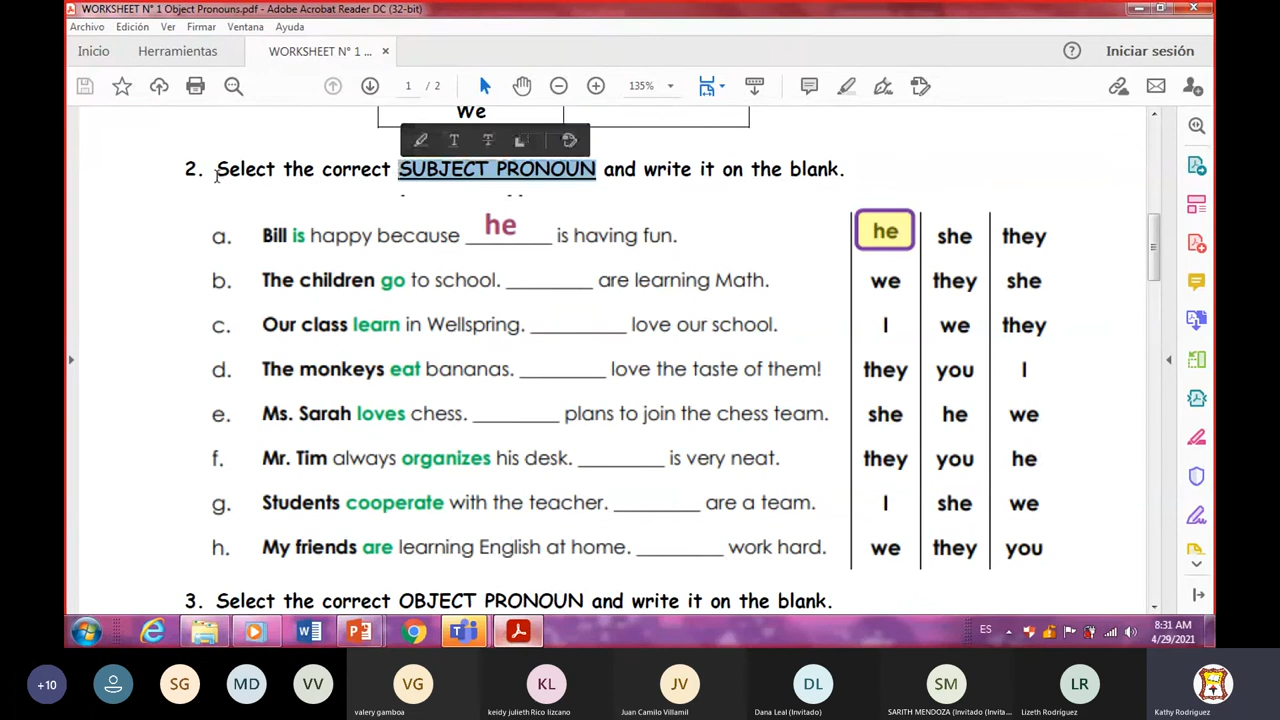 WORKSHEET N° 1 Object Pronouns.pdf - Adobe Acrobat Reader DC (32-bit)
Archivo Edición Ver Firmar Ventana Ayuda
Inicio Herramientas WORKSHEET N° 1 ... × Iniciar sesión
1 / 2 135%
We
2. Select the correct SUBJECT PRONOUN and write it on the blank.
a. Bill is happy because he is having fun. he she they
b. The children go to school. ________ are learning Math. we they she
c. Our class learn in Wellspring. ________ love our school. I we they
d. The monkeys eat bananas. ________ love the taste of them! they you I
e. Ms. Sarah loves chess. ________ plans to join the chess team. she he we
f. Mr. Tim always organizes his desk. ________ is very neat. they you he
g. Students cooperate with the teacher. ________ are a team. I she we
h. My friends are learning English at home. ________ work hard. we they you
3. Select the correct OBJECT PRONOUN and write it on the blank.
ES 8:31 AM
4/29/2021
+10 SG MD VV VG KL JV DL SM LR
valery gamboa keidy julieth Rico lizcano Juan Camilo Villamil Dana Leal (Invitado) SARITH MENDOZA (Invitado) (Invita... Lizeth Rodríguez Kathy Rodriguez